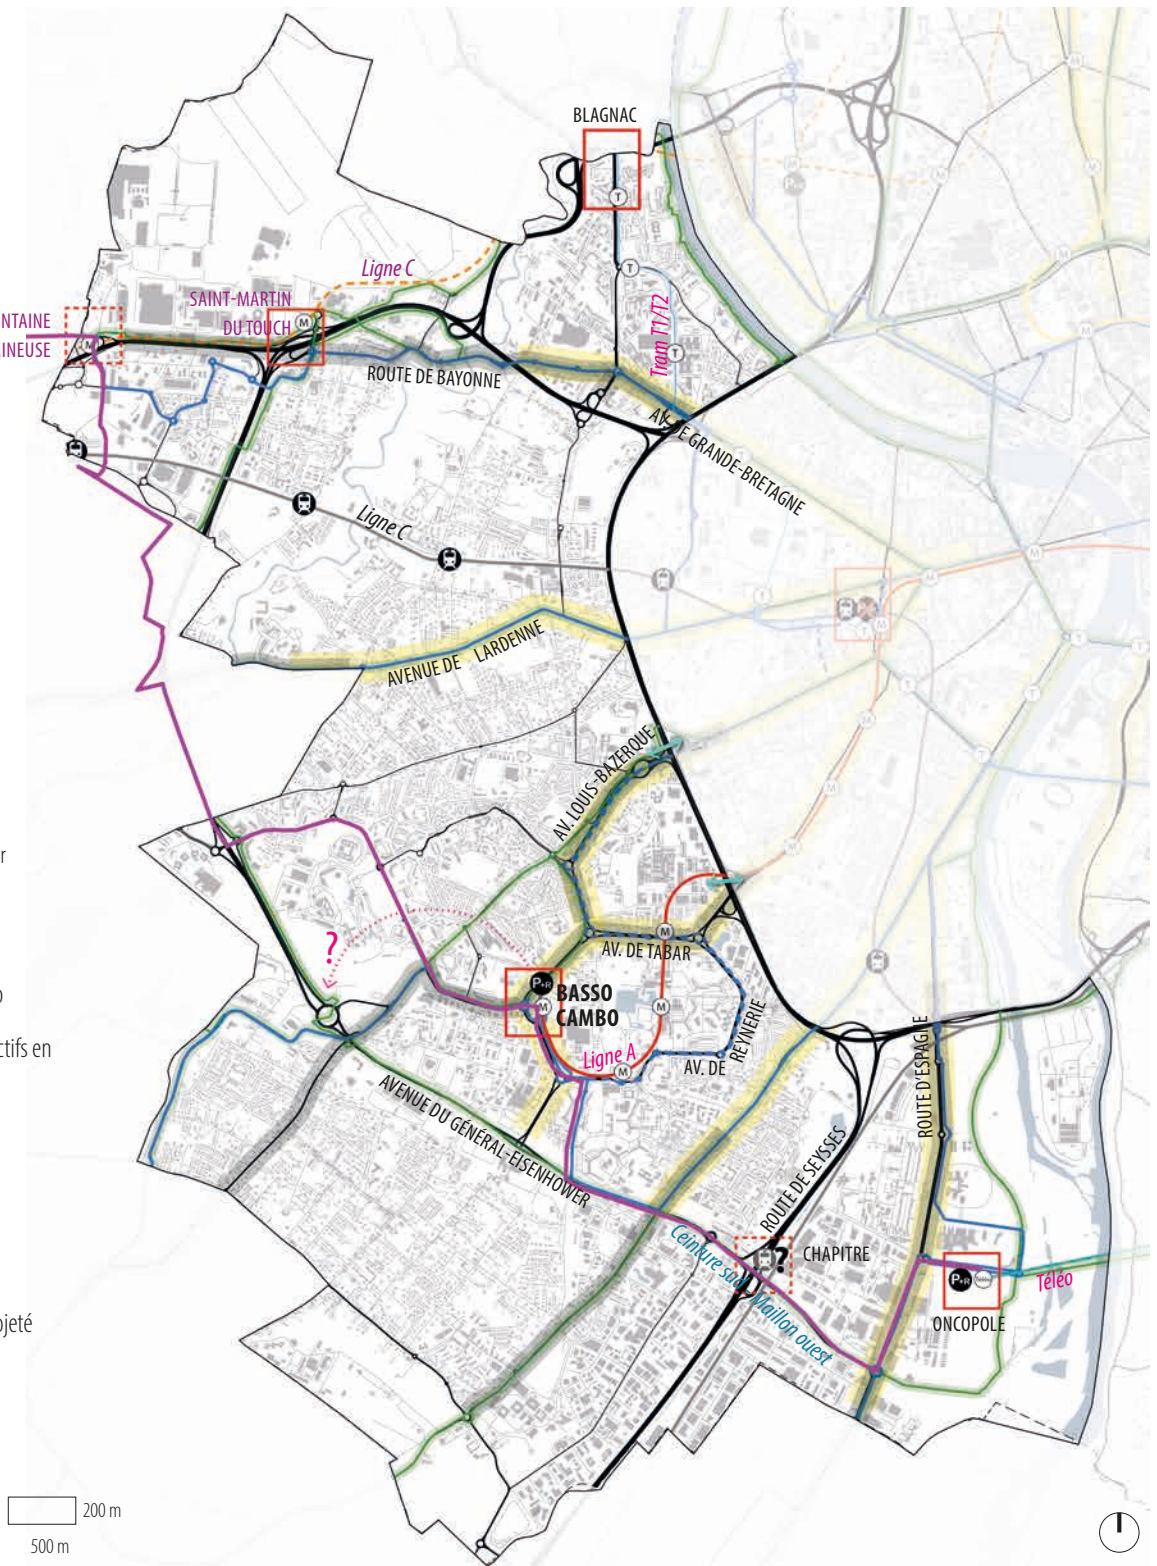 BLAGNAC
T
Ligne C
SAINT-MARTIN
DU TOUCH
M
NTAINE
INEUSE
M
T
Tram T1/T2
T
ROUTE DE BAYONNE
AV. DE GRANDE-BRETAGNE
Ligne C
AVENUE DE LARDENNE
AV. LOUIS-BAZERQUE
r
?
M
AV. DE TABAR
P+R
BASSO
CAMBO
M
M
o
ctifs en
Ligne A
M
AV. DE
REYNERIE
AVENUE DU GÉNÉRAL-EISENHOWER
ROUTE D'ESPAGNE
ROUTE DE SEYSSES
Ceinture sud / Maillon ouest
?
CHAPITRE
P+R
Téléo
ONCOPOLE
ojeté
200 m
500 m